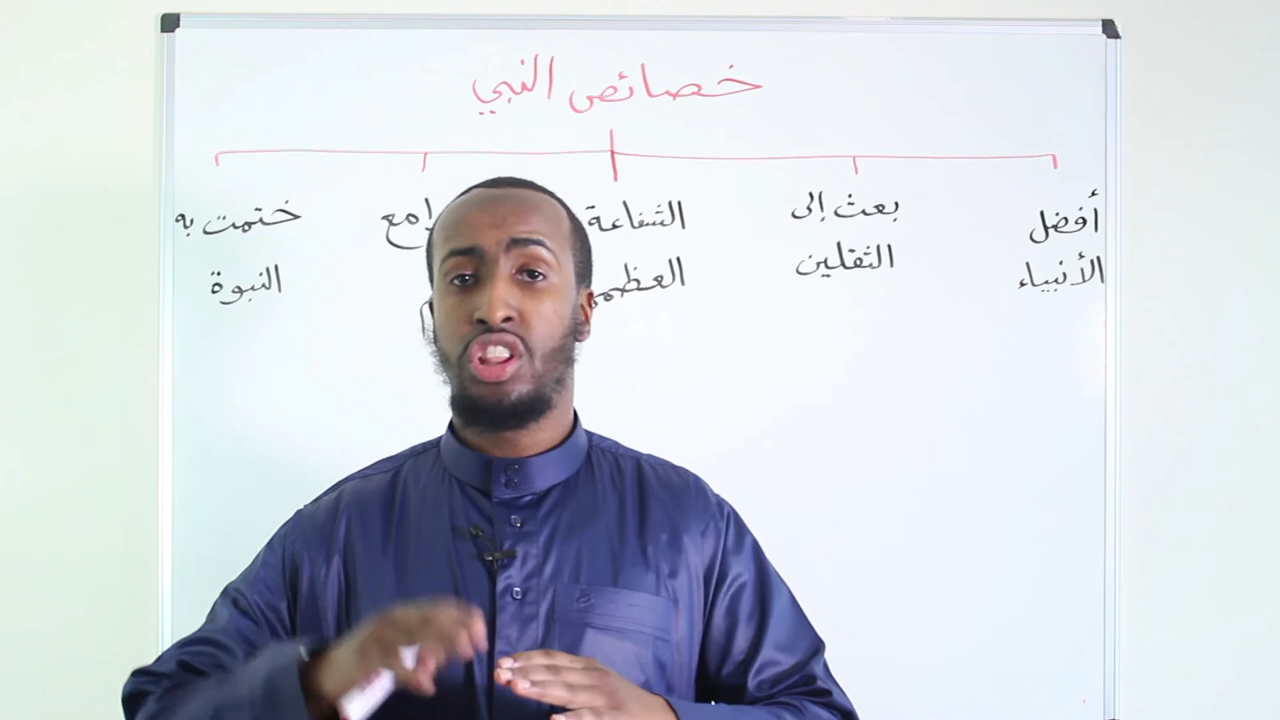 خصائص النبي
أفضل
الأنبياء
بعث إلى
الثقلين
الشفاعة
ختمت به
النبوة